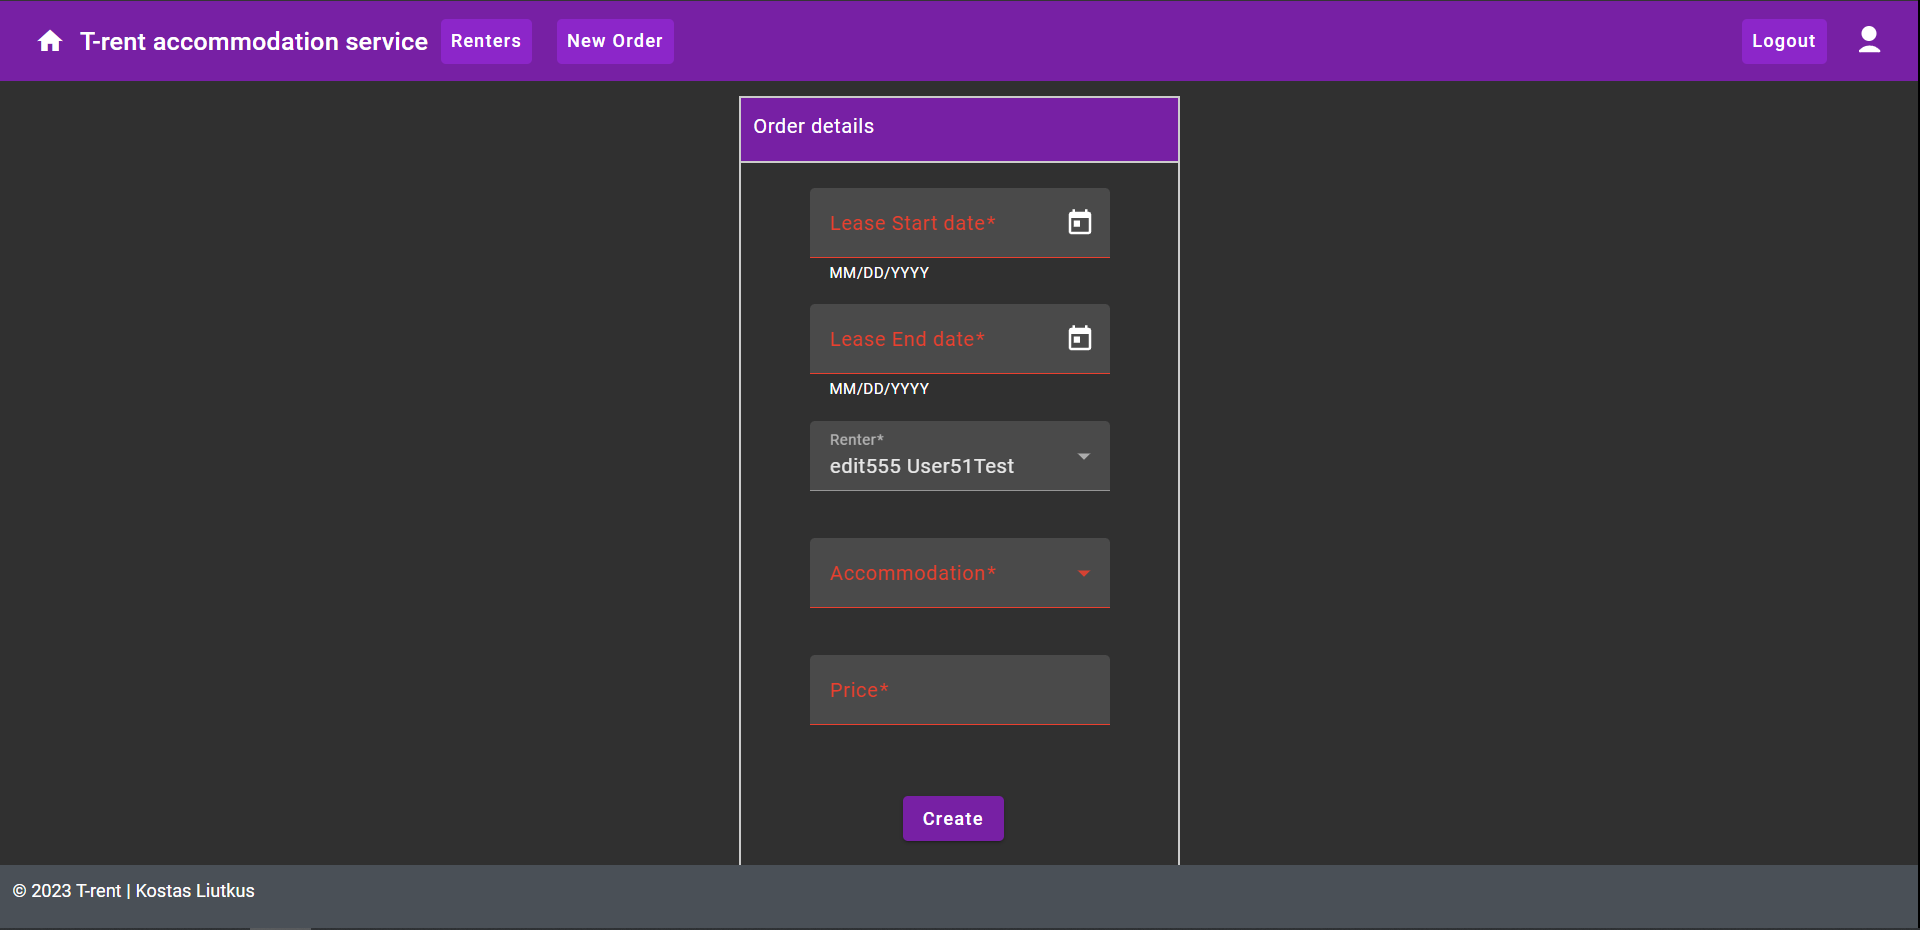 T-rent accommodation service
Renters
New Order
Logout
Order details
Lease Start date*
MM/DD/YYYY
Lease End date*
MM/DD/YYYY
Renter*
edit555 User51Test
Accommodation*
Price*
Create
© 2023 T-rent | Kostas Liutkus